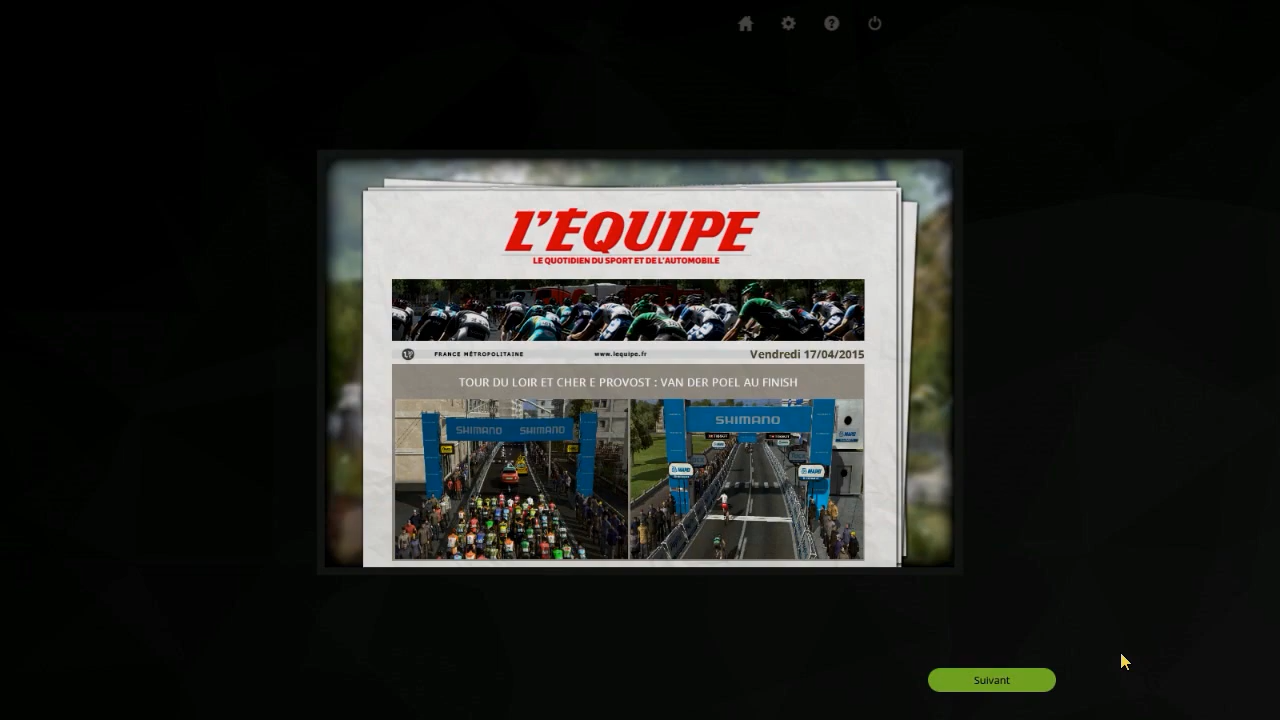 L'ÉQUIPE
LE QUOTIDIEN DU SPORT ET DE L'AUTOMOBILE
FRANCE MÉTROPOLITAINE www.lequipe.fr Vendredi 17/04/2015
TOUR DU LOIR ET CHER E PROVOST : VAN DER POEL AU FINISH
SHIMANO SHIMANO
SHIMANO
Suivant